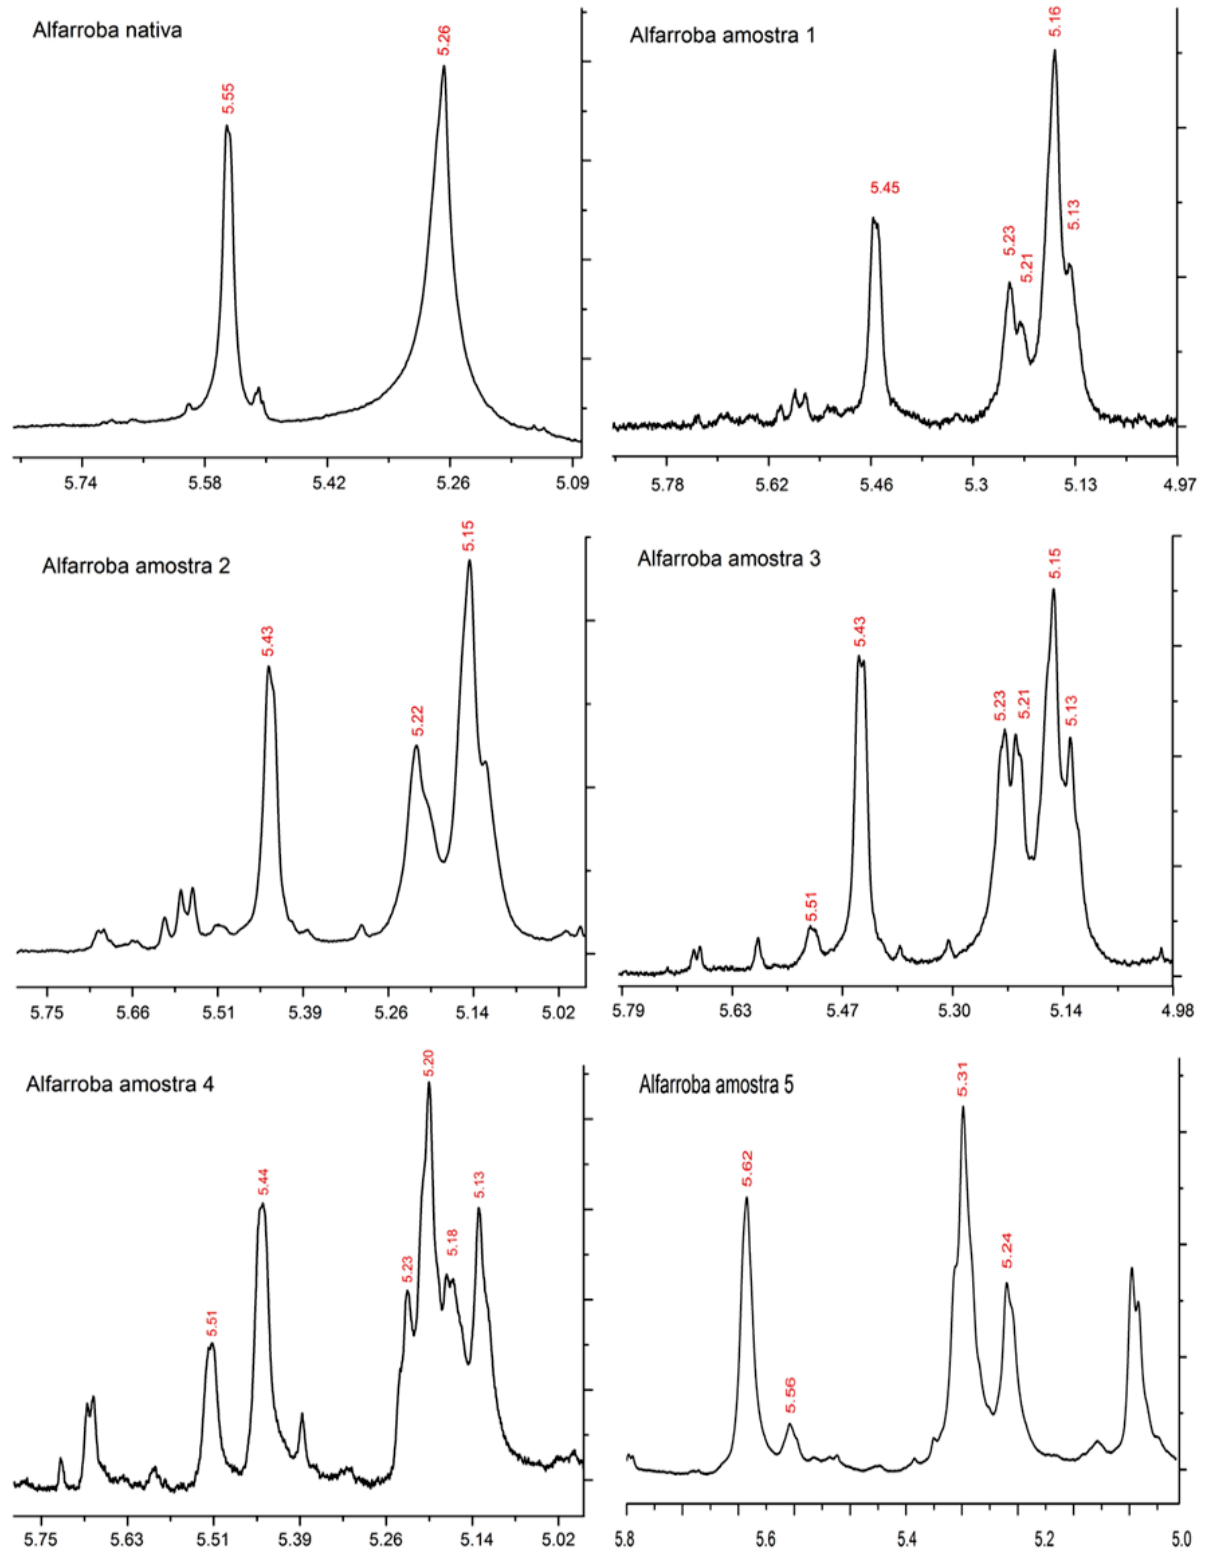 Alfarroba nativa
5.55
5.26
5.74 5.58 5.42 5.26 5.09
Alfarroba amostra 1
5.45
5.23
5.21
5.16
5.13
5.78 5.62 5.46 5.3 5.13 4.97
Alfarroba amostra 2
5.43
5.22
5.15
5.75 5.66 5.51 5.39 5.26 5.14 5.02
Alfarroba amostra 3
5.51
5.43
5.23
5.21
5.15
5.13
5.79 5.63 5.47 5.30 5.14 4.98
Alfarroba amostra 4
5.51
5.44
5.23
5.20
5.18
5.13
5.75 5.63 5.51 5.39 5.26 5.14 5.02
Alfarroba amostra 5
5.62
5.56
5.31
5.24
5.8 5.6 5.4 5.2 5.0